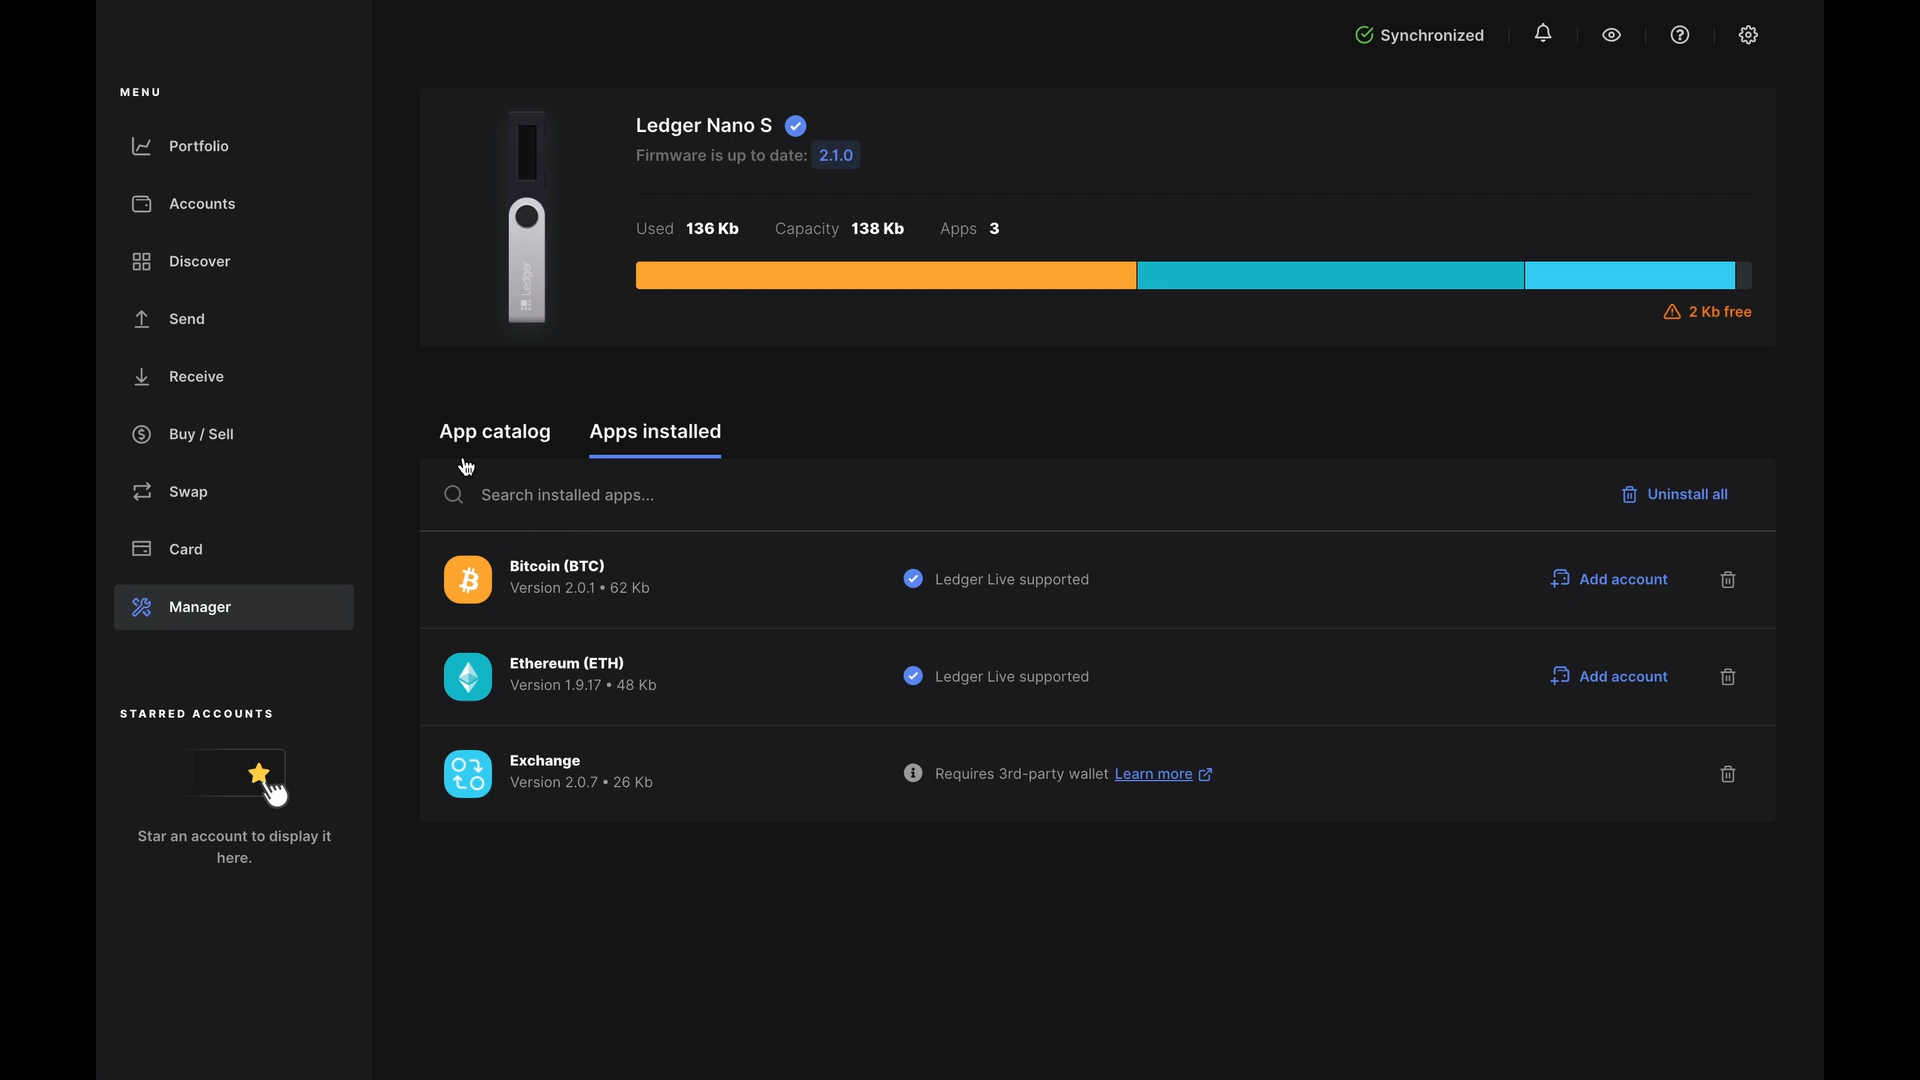 Synchronized
MENU
Portfolio
Accounts
Discover
Send
Receive
Buy / Sell
Swap
Card
Manager
STARRED ACCOUNTS
Star an account to display it
here.
Ledger
Ledger Nano S
Firmware is up to date: 2.1.0
Used 136 Kb Capacity 138 Kb Apps 3
2 Kb free
App catalog Apps installed
Search installed apps...
Uninstall all
Bitcoin (BTC)
Version 2.0.1 • 62 Kb
Ledger Live supported
Add account
Ethereum (ETH)
Version 1.9.17 • 48 Kb
Ledger Live supported
Add account
Exchange
Version 2.0.7 • 26 Kb
Requires 3rd-party wallet Learn more